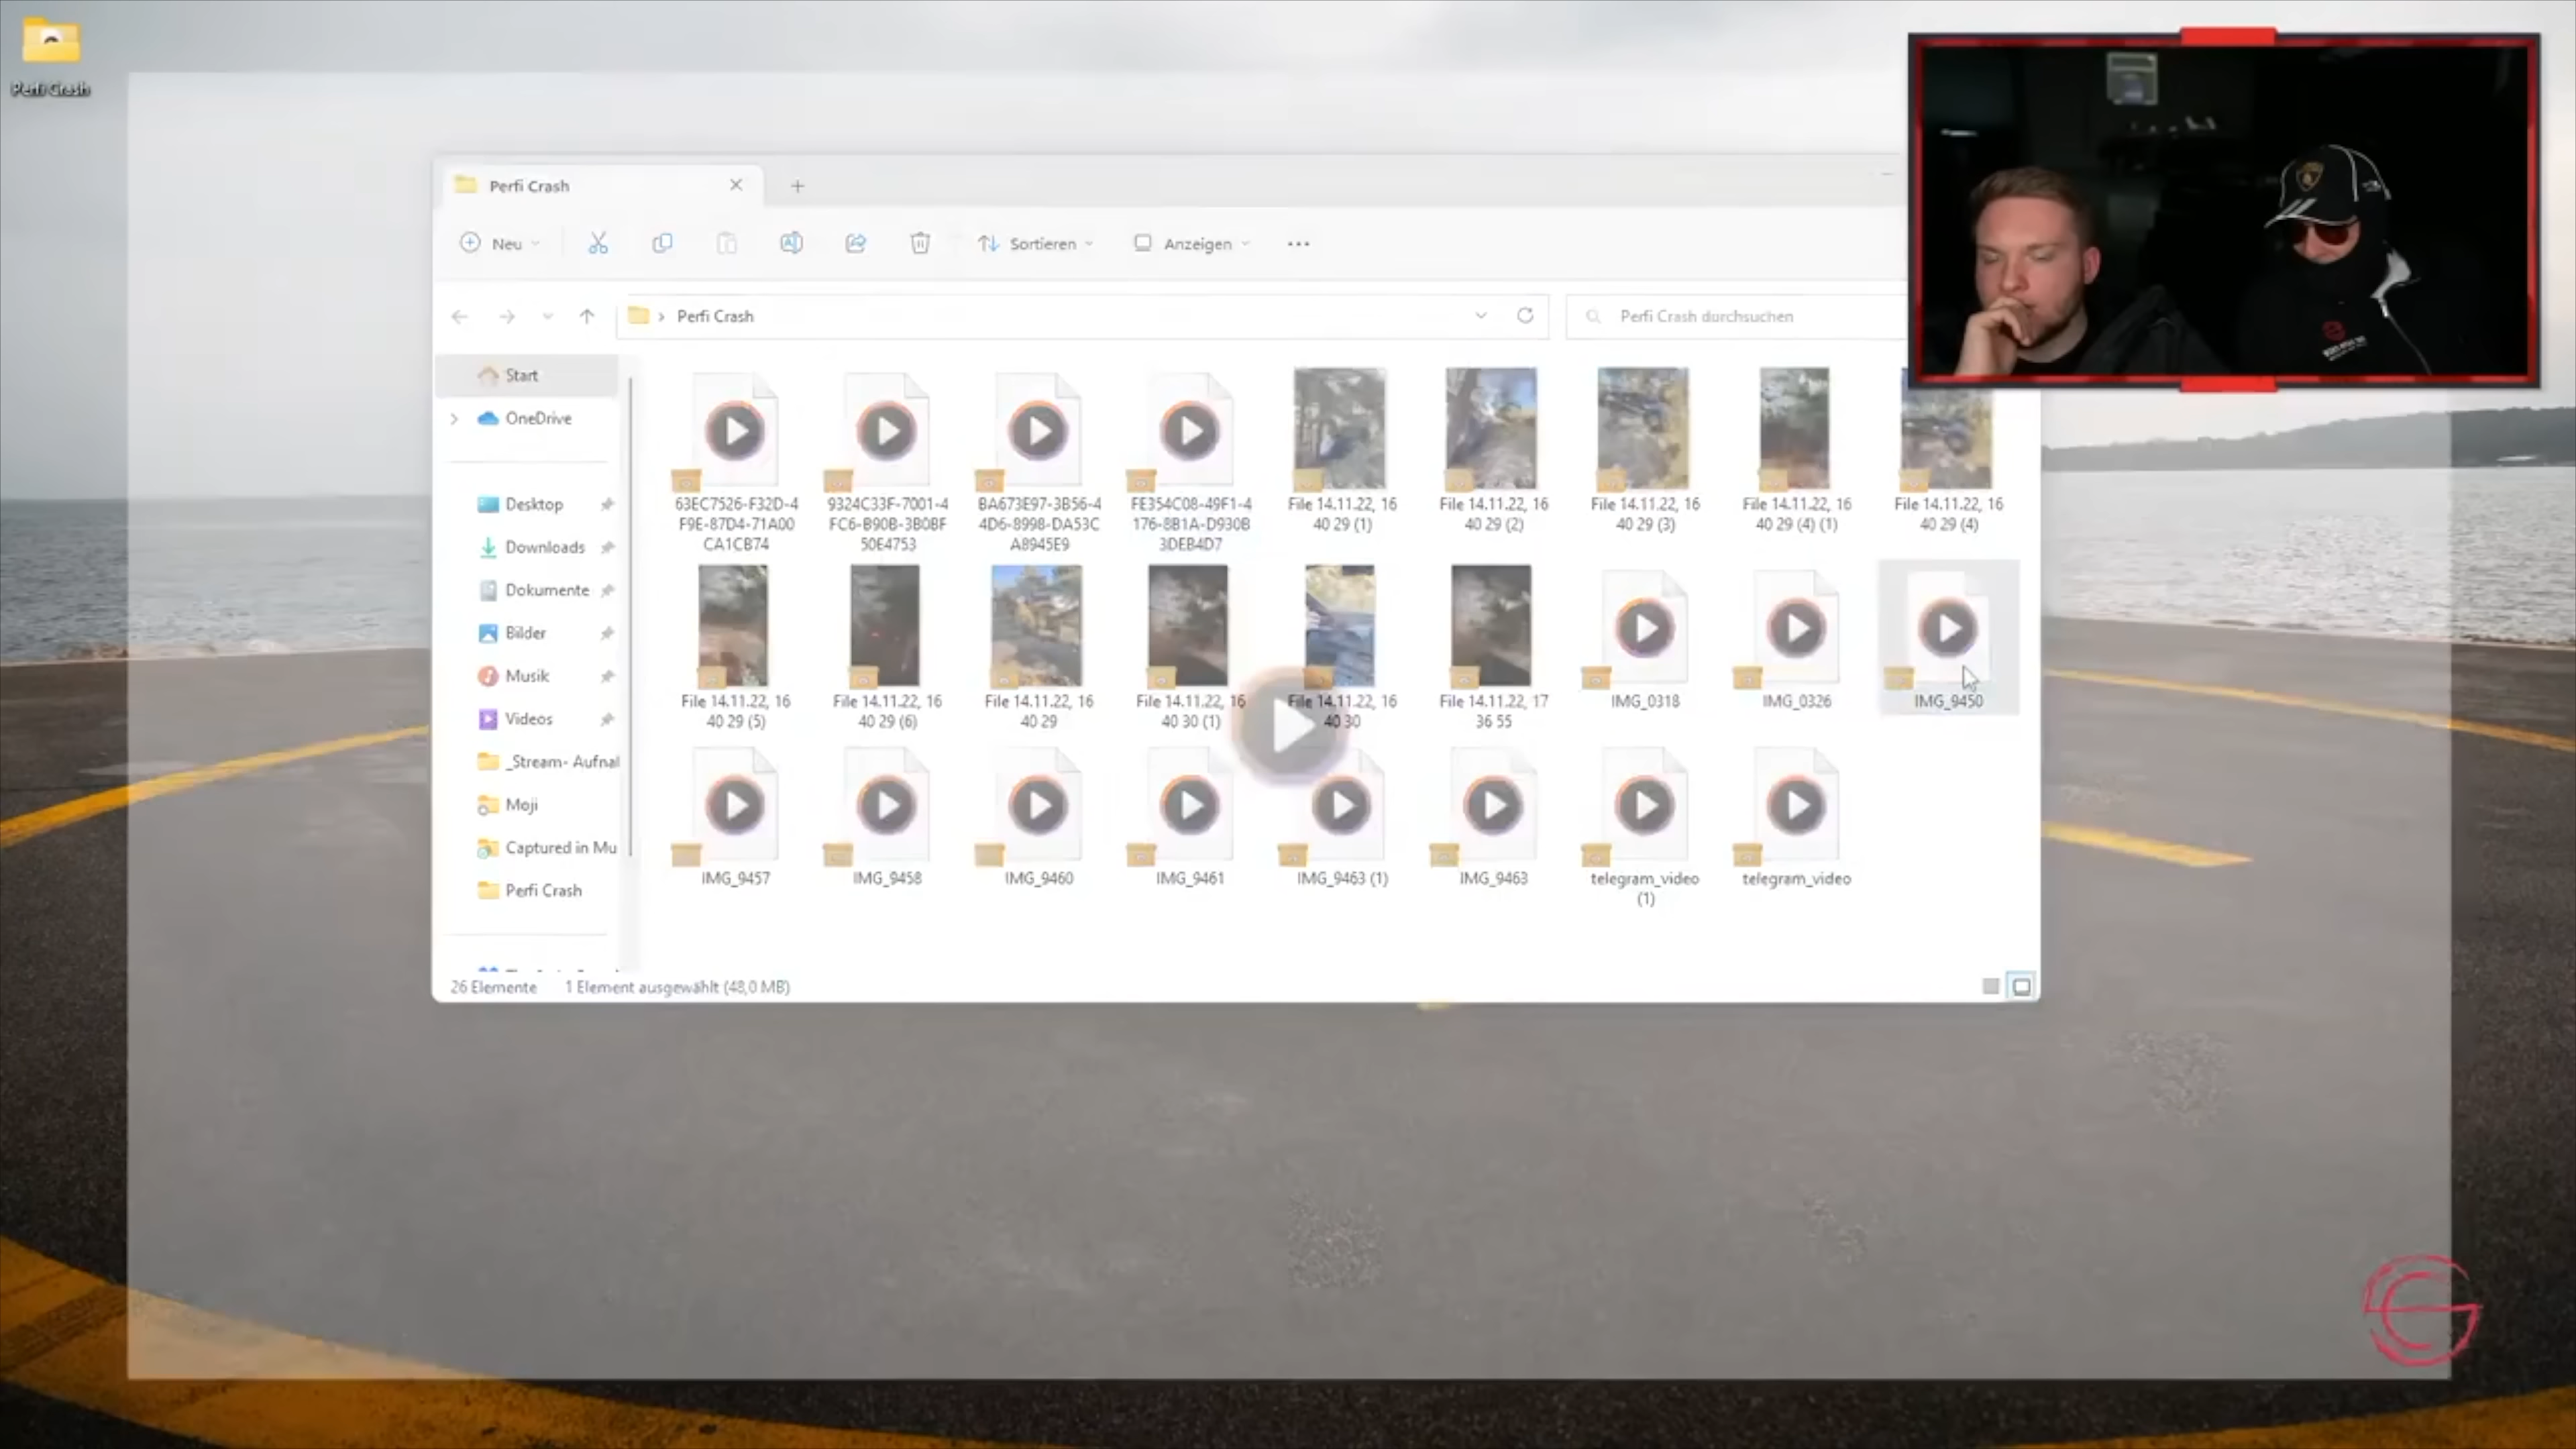 Perfi Crash
Perfi Crash
Neu
Sortieren
Anzeigen
Perfi Crash
Perfi Crash durchsuchen
Start
OneDrive
Desktop
Downloads
Dokumente
Bilder
Musik
Videos
_Stream- Aufnal
Moji
Captured in Mu
Perfi Crash
63EC7526-F32D-4
F9E-87D4-71A00
CA1CB74
9324C33F-7001-4
FC6-B90B-3B0BF
50E4753
BA673E97-3B56-4
4D6-8998-DA53C
A8945E9
FE354C08-49F1-4
176-8B1A-D930B
3DEB4D7
File 14.11.22, 16
40 29 (1)
File 14.11.22, 16
40 29 (2)
File 14.11.22, 16
40 29 (3)
File 14.11.22, 16
40 29 (4) (1)
File 14.11.22, 16
40 29 (4)
File 14.11.22, 16
40 29 (5)
File 14.11.22, 16
40 29 (6)
File 14.11.22, 16
40 29
File 14.11.22, 16
40 30 (1)
File 14.11.22, 16
40 30
File 14.11.22, 17
36 55
IMG_0318
IMG_0326
IMG_9450
IMG_9457
IMG_9458
IMG_9460
IMG_9461
IMG_9463 (1)
IMG_9463
telegram_video
(1)
telegram_video
26 Elemente
1 Element ausgewählt (48,0 MB)